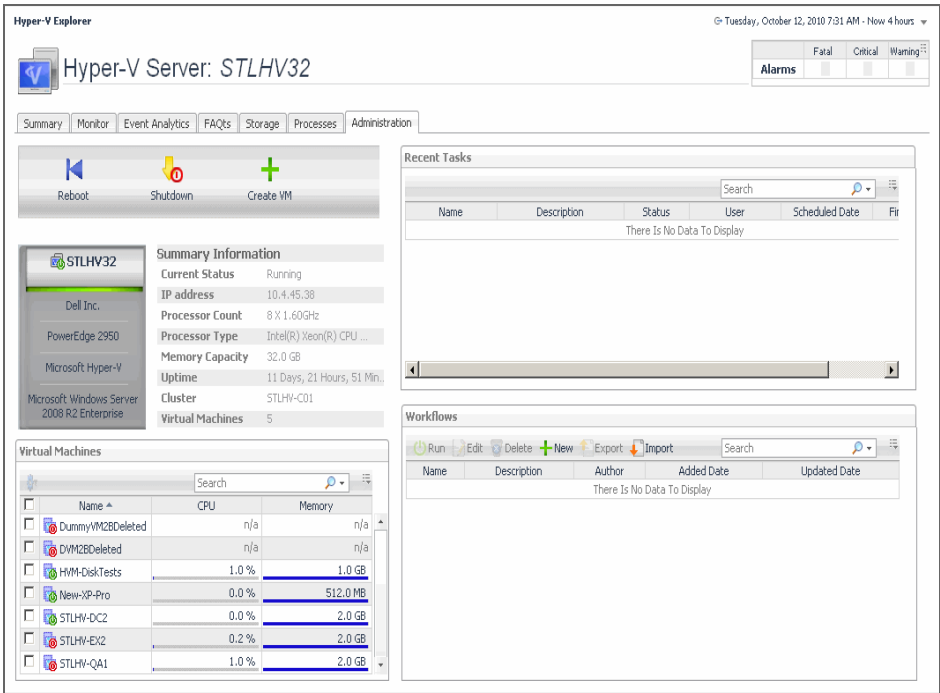 Hyper-V Explorer
Tuesday, October 12, 2010 7:31 AM - Now 4 hours
Hyper-V Server: STLHV32
Fatal Critical Warning
Alarms
Summary Monitor Event Analytics FAQts Storage Processes Administration
Reboot Shutdown Create VM
STLHV32
Dell Inc.
PowerEdge 2950
Microsoft Hyper-V
Microsoft Windows Server
2008 R2 Enterprise
Summary Information
Current Status Running
IP address 10.4.45.38
Processor Count 8 X 1.60GHz
Processor Type Intel(R) Xeon(R) CPU ...
Memory Capacity 32.0 GB
Uptime 11 Days, 21 Hours, 51 Min..
Cluster STLHV-C01
Virtual Machines 5
Virtual Machines
Search
Name CPU Memory
DummyVM2BDeleted n/a n/a
DVM2BDeleted n/a n/a
HVM-DiskTests 1.0 % 1.0 GB
New-XP-Pro 0.0 % 512.0 MB
STLHV-DC2 0.0 % 2.0 GB
STLHV-EX2 0.2 % 2.0 GB
STLHV-QA1 1.0 % 2.0 GB
Recent Tasks
Search
Name Description Status User Scheduled Date Fir
There Is No Data To Display
Workflows
Run Edit Delete New Export Import Search
Name Description Author Added Date Updated Date
There Is No Data To Display